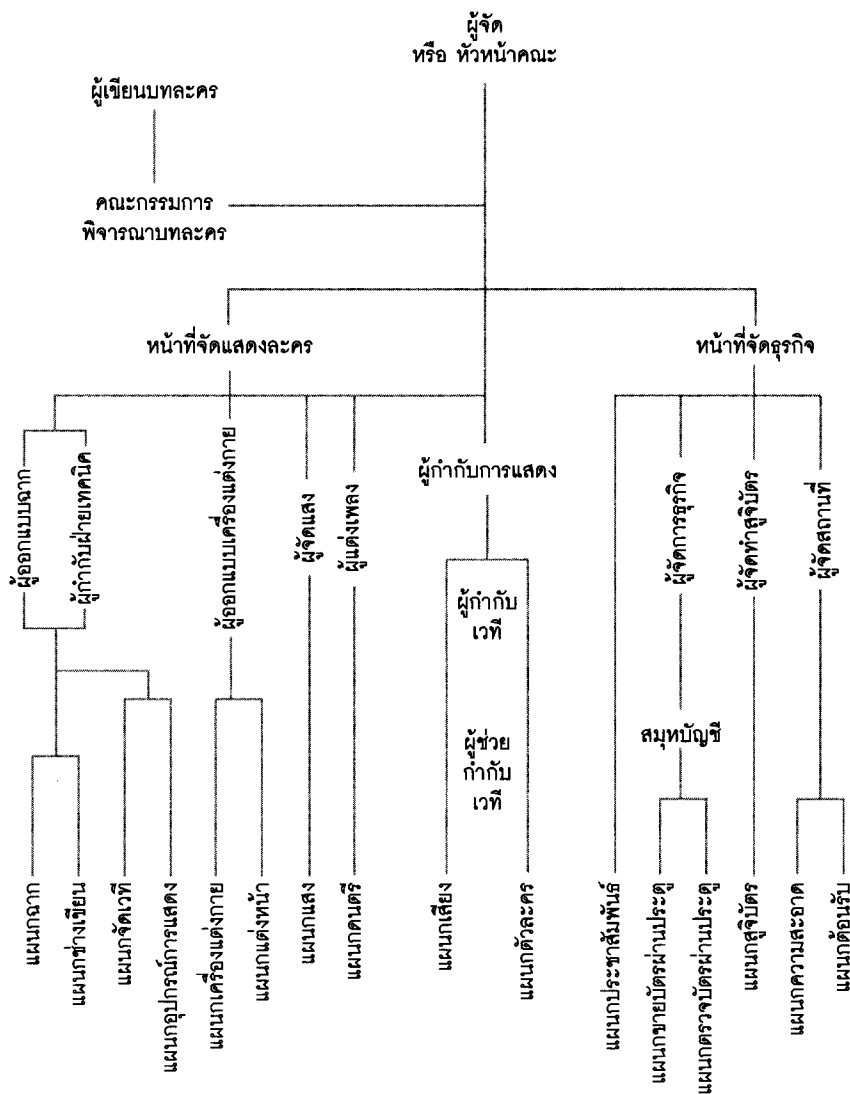 ผู้จัด
หรือ หัวหน้าคณะ
ผู้เขียนบทละคร
คณะกรรมการ
พิจารณาบทละคร
หน้าที่จัดแสดงละคร
หน้าที่จัดธุรกิจ
ผู้ออกแบบฉาก
ผู้กำกับฝ่ายเทคนิค
ผู้ออกแบบเครื่องแต่งกาย
ผู้จัดแสง
ผู้แต่งเพลง
ผู้กำกับการแสดง
ผู้กำกับ
เวที
ผู้ช่วย
กำกับ
เวที
ผู้จัดการธุรกิจ
ผู้จัดทำสูจิบัตร
ผู้จัดสถานที่
สมุหบัญชี
แผนกฉาก
แผนกช่างเขียน
แผนกจัดเวที
แผนกอุปกรณ์การแสดง
แผนกเครื่องแต่งกาย
แผนกแต่งหน้า
แผนกแสง
แผนกดนตรี
แผนกเสียง
แผนกตัวละคร
แผนกประชาสัมพันธ์
แผนกขายบัตรผ่านประตู
แผนกตรวจบัตรผ่านประตู
แผนกสูจิบัตร
แผนกความสะอาด
แผนกต้อนรับ